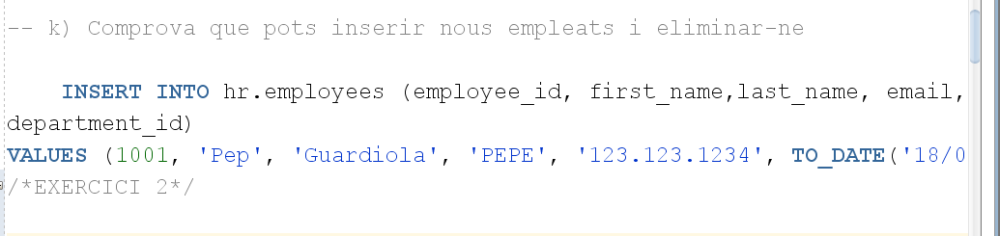 -- k) Comprova que pots inserir nous empleats i eliminar-ne
INSERT INTO hr.employees (employee_id, first_name,last_name, email,
department_id)
VALUES (1001, 'Pep', 'Guardiola', 'PEPE', '123.123.1234', TO_DATE('18/0
/*EXERCICI 2*/